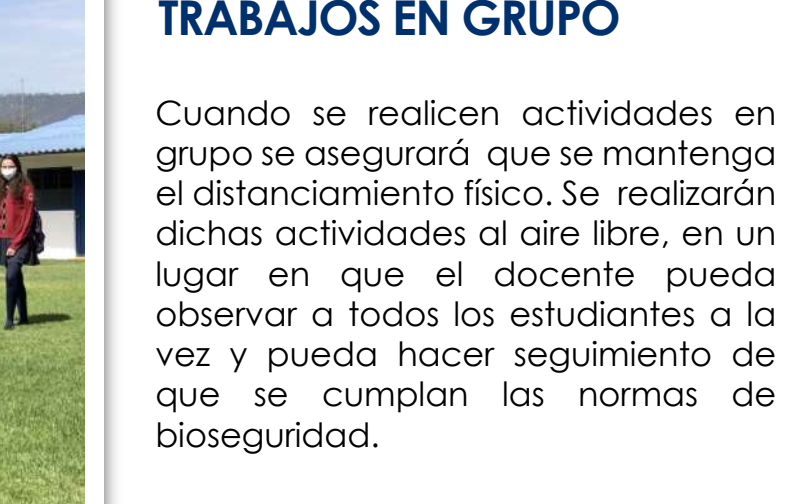 TRABAJOS EN GRUPO
Cuando se realicen actividades en
grupo se asegurará que se mantenga
el distanciamiento físico. Se realizarán
dichas actividades al aire libre, en un
lugar en que el docente pueda
observar a todos los estudiantes a la
vez y pueda hacer seguimiento de
que se cumplan las normas de
bioseguridad.